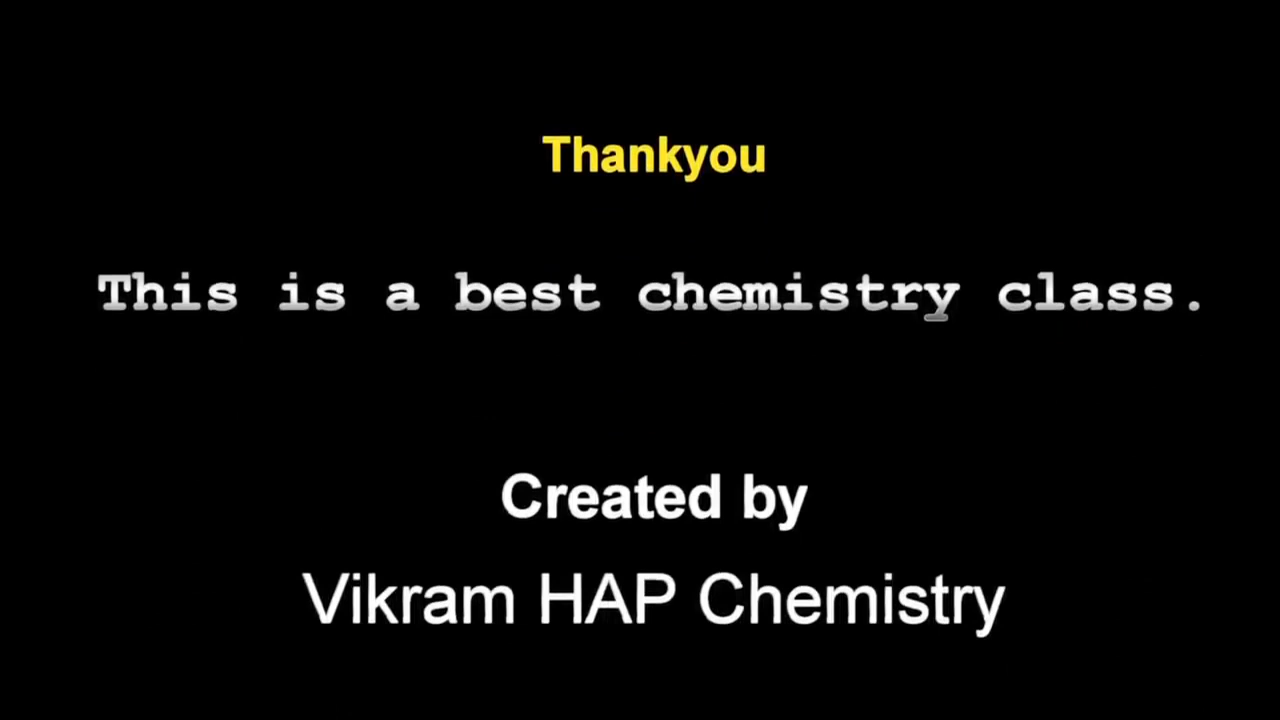 Thankyou
This is a best chemistry class.
Created by
Vikram HAP Chemistry